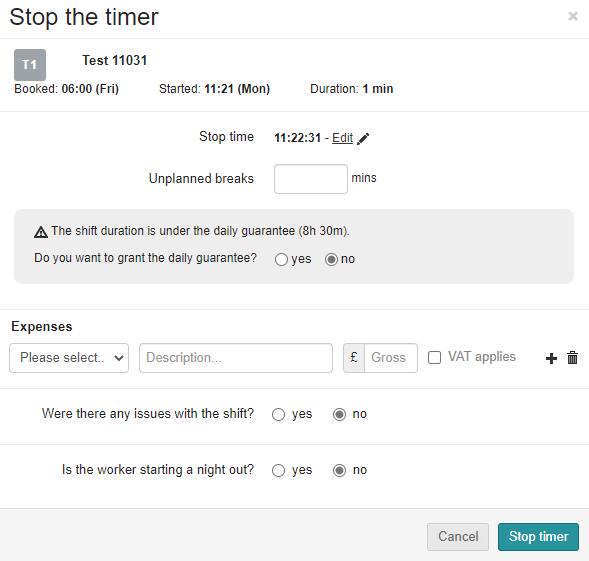 Stop the timer ×
T1 Test 11031
Booked: 06:00 (Fri) Started: 11:21 (Mon) Duration: 1 min
Stop time 11:22:31 - Edit
Unplanned breaks mins
The shift duration is under the daily guarantee (8h 30m).
Do you want to grant the daily guarantee? yes no
Expenses
Please select.. Description... £ Gross VAT applies
Were there any issues with the shift? yes no
Is the worker starting a night out? yes no
Cancel Stop timer